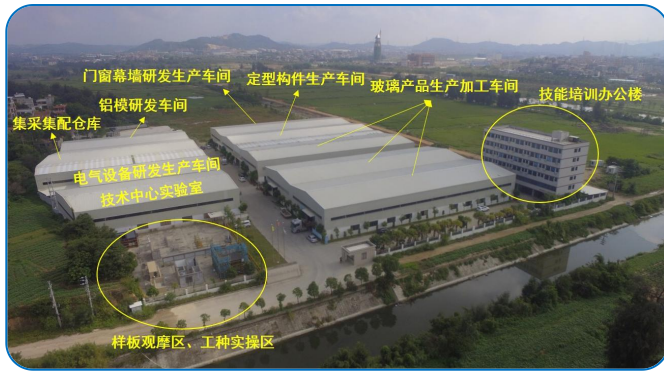 门窗幕墙研发生产车间
定型构件生产车间
玻璃产品生产加工车间
技能培训办公楼
铝模研发车间
集采集配仓库
电气设备研发生产车间
技术中心实验室
样板观摩区、工种实操区